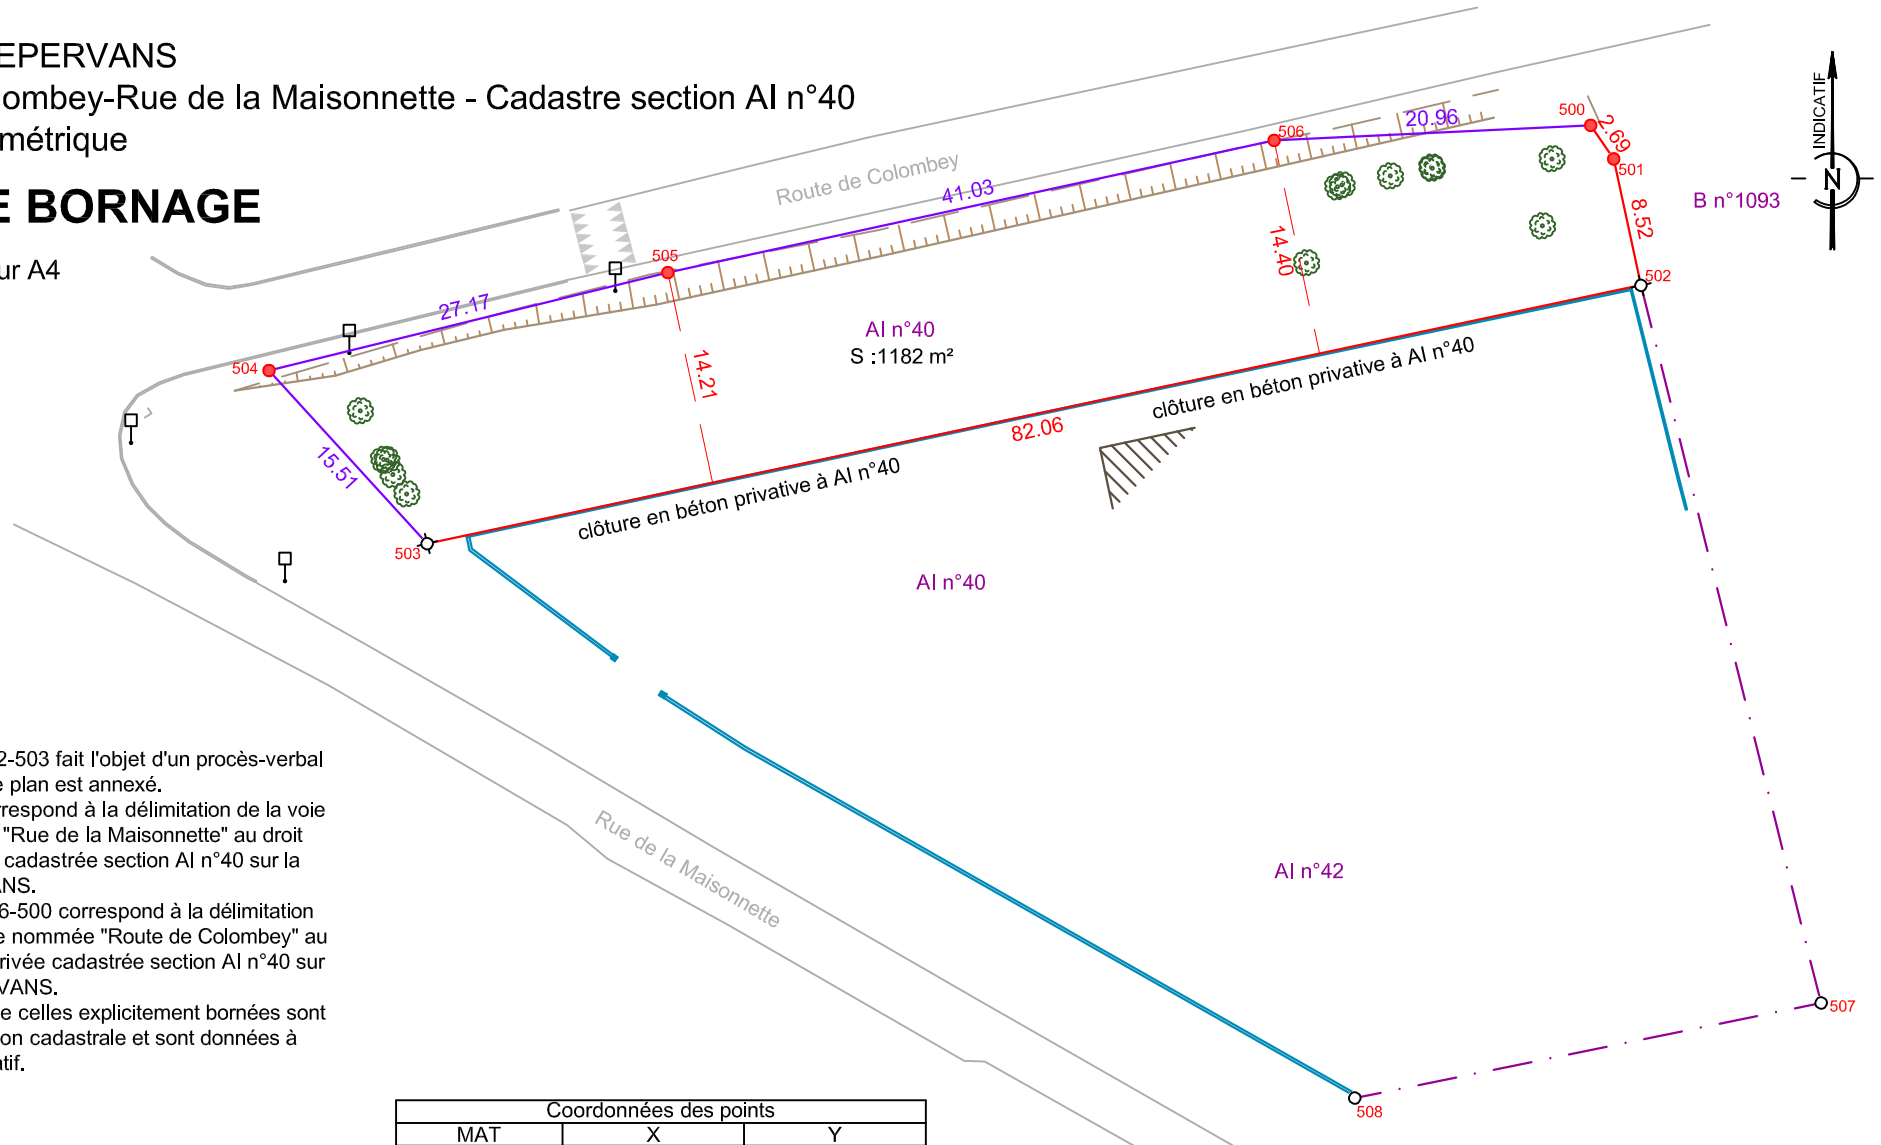 EPERVANS
lombey-Rue de la Maisonnette - Cadastre section AI n°40
métrique
E BORNAGE
ur A4
INDICATIF
N
Route de Colombey
B n°1093
500
2.69
501
8.52
502
20.96
506
41.03
505
27.17
504
15.51
503
14.21
14.40
AI n°40
S :1182 m²
82.06
clôture en béton privative à AI n°40
clôture en béton privative à AI n°40
AI n°40
AI n°42
Rue de la Maisonnette
507
508
2-503 fait l'objet d'un procès-verbal
e plan est annexé.
rrespond à la délimitation de la voie
"Rue de la Maisonnette" au droit
cadastrée section AI n°40 sur la
ANS.
6-500 correspond à la délimitation
e nommée "Route de Colombey" au
rivée cadastrée section AI n°40 sur
VANS.
e celles explicitement bornées sont
on cadastrale et sont données à
atif.
Coordonnées des points
MAT X Y